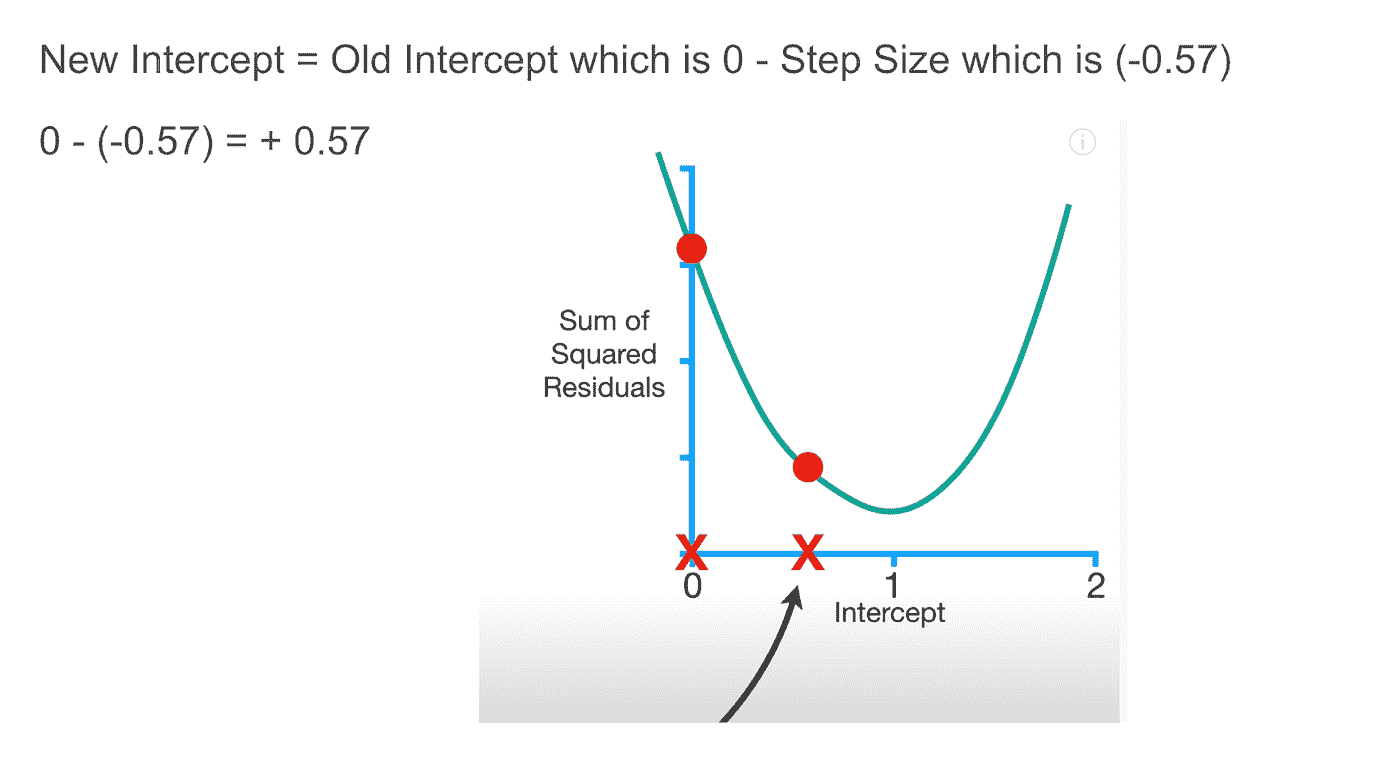 New Intercept = Old Intercept which is 0 - Step Size which is (-0.57)
0 - (-0.57) = + 0.57
Sum of
Squared
Residuals
0
1
2
Intercept